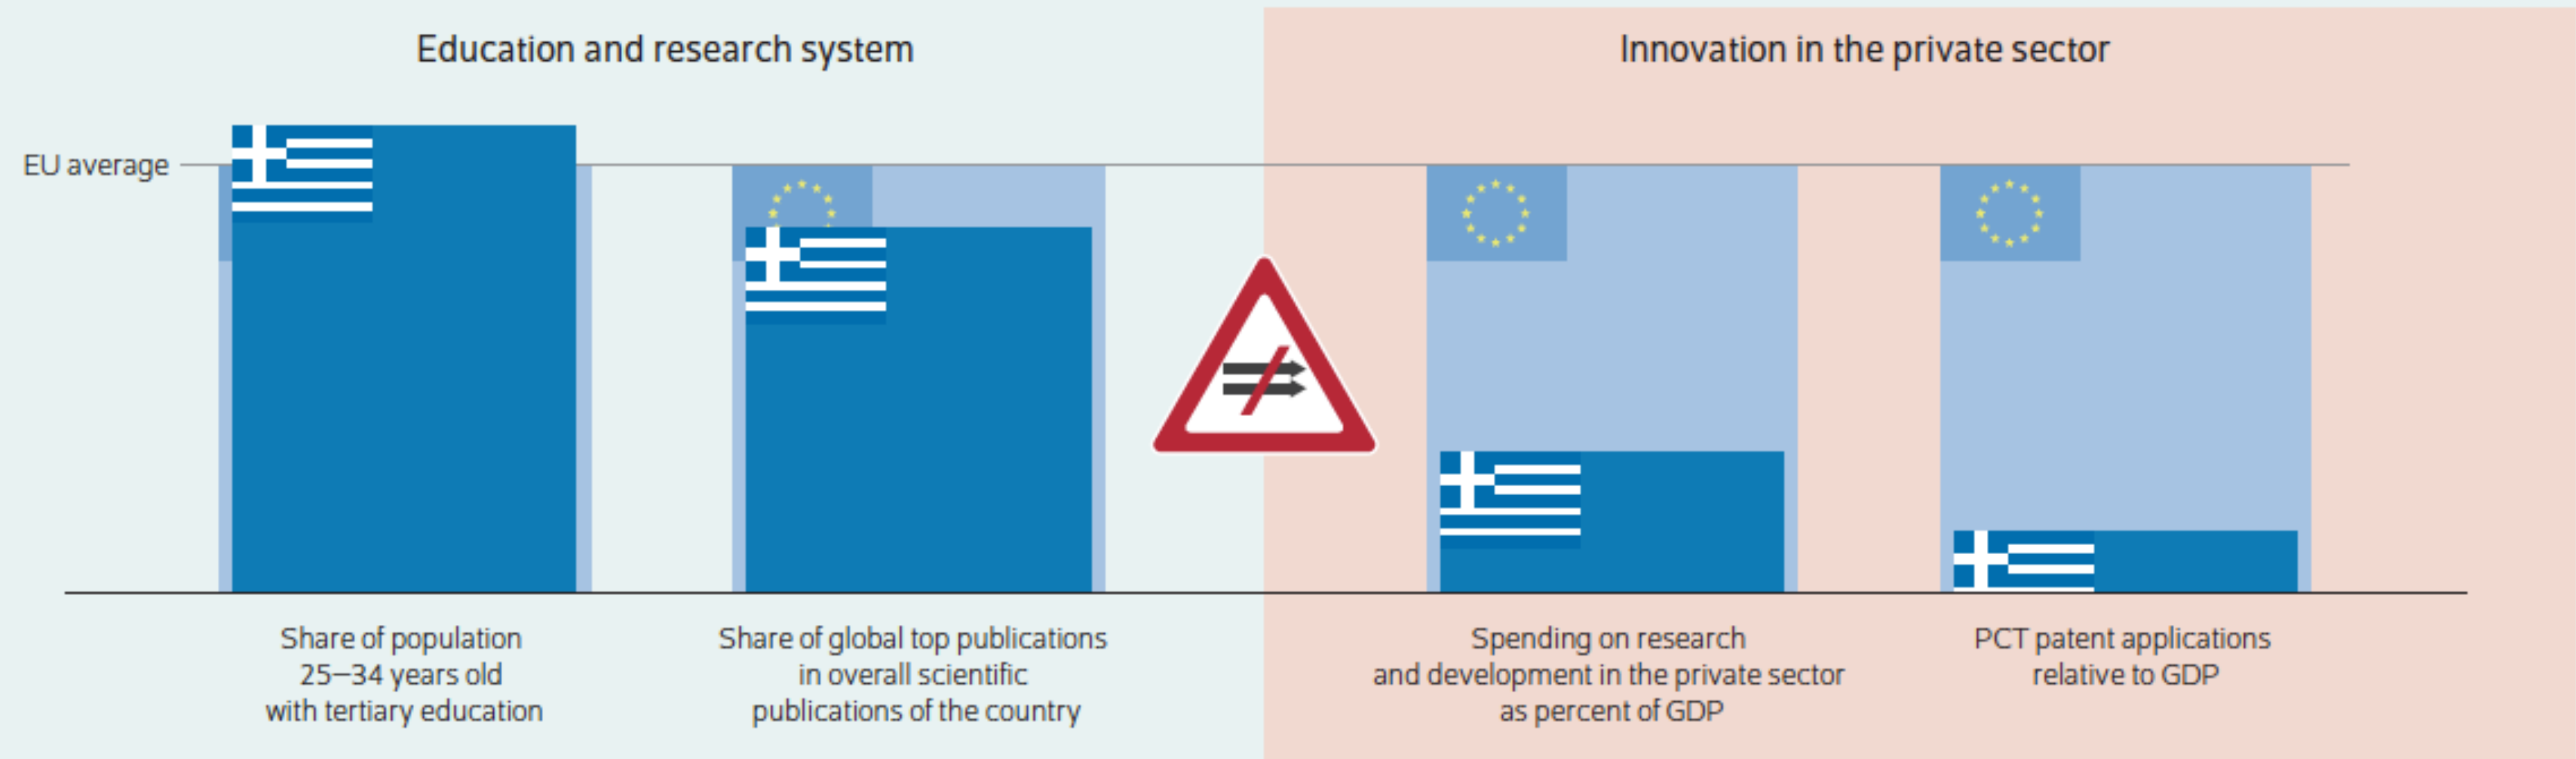 Education and research system
Innovation in the private sector
EU average
Share of population
25–34 years old
with tertiary education
Share of global top publications
in overall scientific
publications of the country
Spending on research
and development in the private sector
as percent of GDP
PCT patent applications
relative to GDP